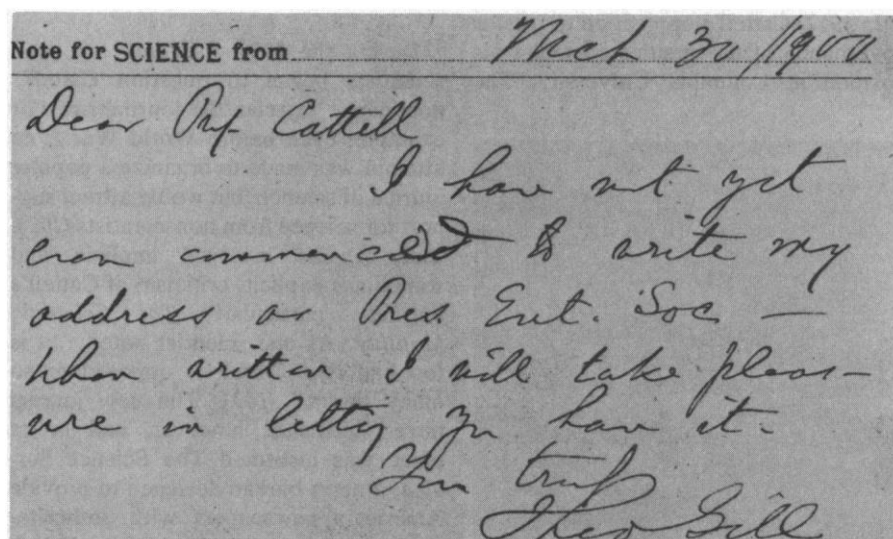 Note for SCIENCE from Mch 30/1900
Dear Prof Cattell
I have not yet
even commenced to write my
address as Pres. Ent. Soc —
When written I will take pleas-
ure in letting you have it.
Yours truly
Theo Gill